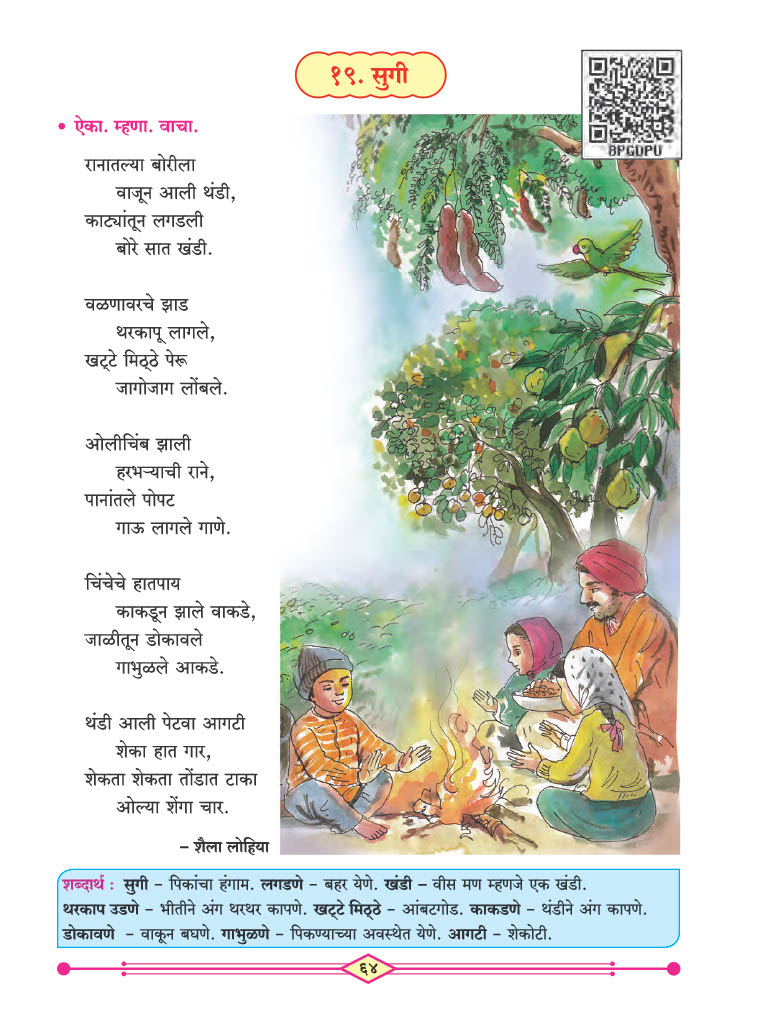 १९. सुगी
BPGDPU
• ऐका. म्हणा. वाचा.
रानातल्या बोरीला
वाजून आली थंडी,
काट्यांतून लगडली
बोरे सात खंडी.
वळणावरचे झाड
थरकापू लागले,
खट्टे मिठ्ठे पेरू
जागोजाग लोंबले.
ओलीचिंब झाली
हरभऱ्याची राने,
पानांतले पोपट
गाऊ लागले गाणे.
चिंचेचे हातपाय
काकडून झाले वाकडे,
जाळीतून डोकावले
गाभुळले आकडे.
थंडी आली पेटवा आगटी
शेका हात गार,
शेकता शेकता तोंडात टाका
ओल्या शेंगा चार.
– शैला लोहिया
शब्दार्थ : सुगी – पिकांचा हंगाम. लगडणे – बहर येणे. खंडी – वीस मण म्हणजे एक खंडी.
थरकाप उडणे – भीतीने अंग थरथर कापणे. खट्टे मिठ्ठे – आंबटगोड. काकडणे – थंडीने अंग कापणे.
डोकावणे – वाकून बघणे. गाभुळणे – पिकण्याच्या अवस्थेत येणे. आगटी – शेकोटी.
६४